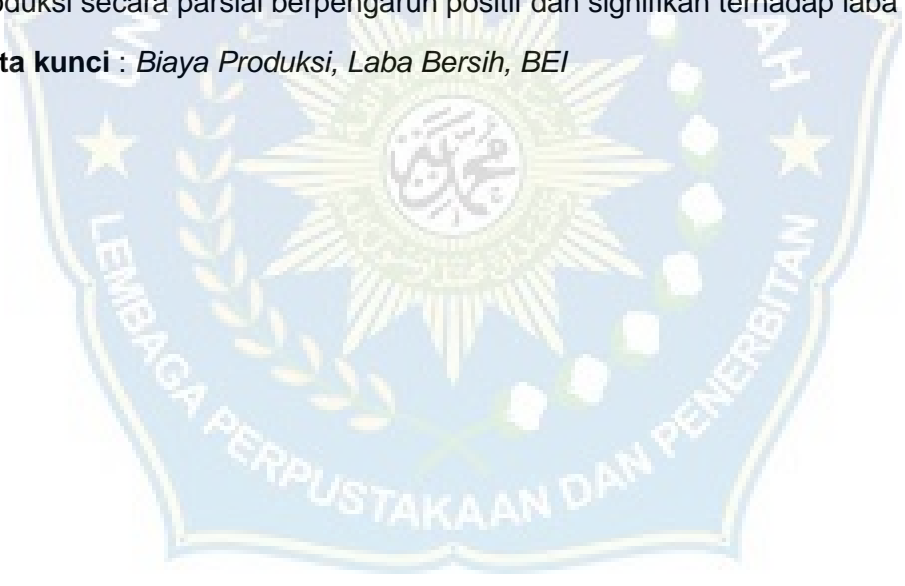 oduksi secara parsial berpengaruh positif dan signifikan terhadap laba
ta kunci : Biaya Produksi, Laba Bersih, BEI
LEMBAGA PERPUSTAKAAN DAN PENERBITAN
محمد